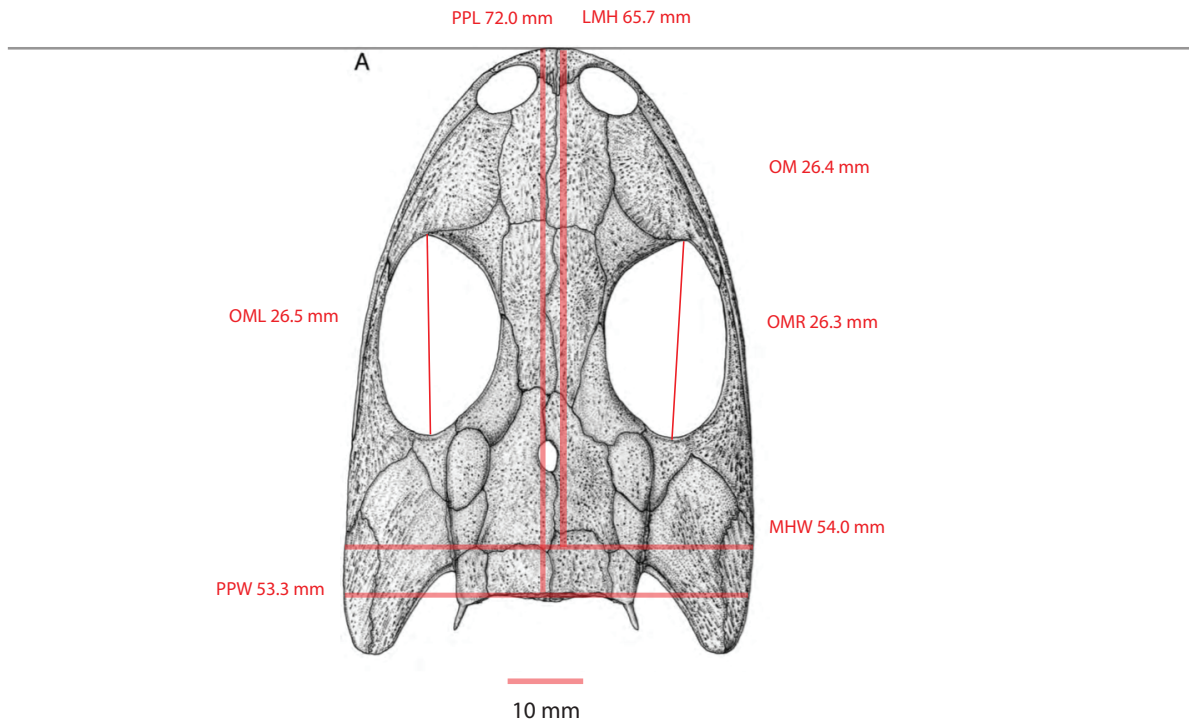 PPL 72.0 mm
LMH 65.7 mm
A
OM 26.4 mm
OML 26.5 mm
OMR 26.3 mm
MHW 54.0 mm
PPW 53.3 mm
10 mm